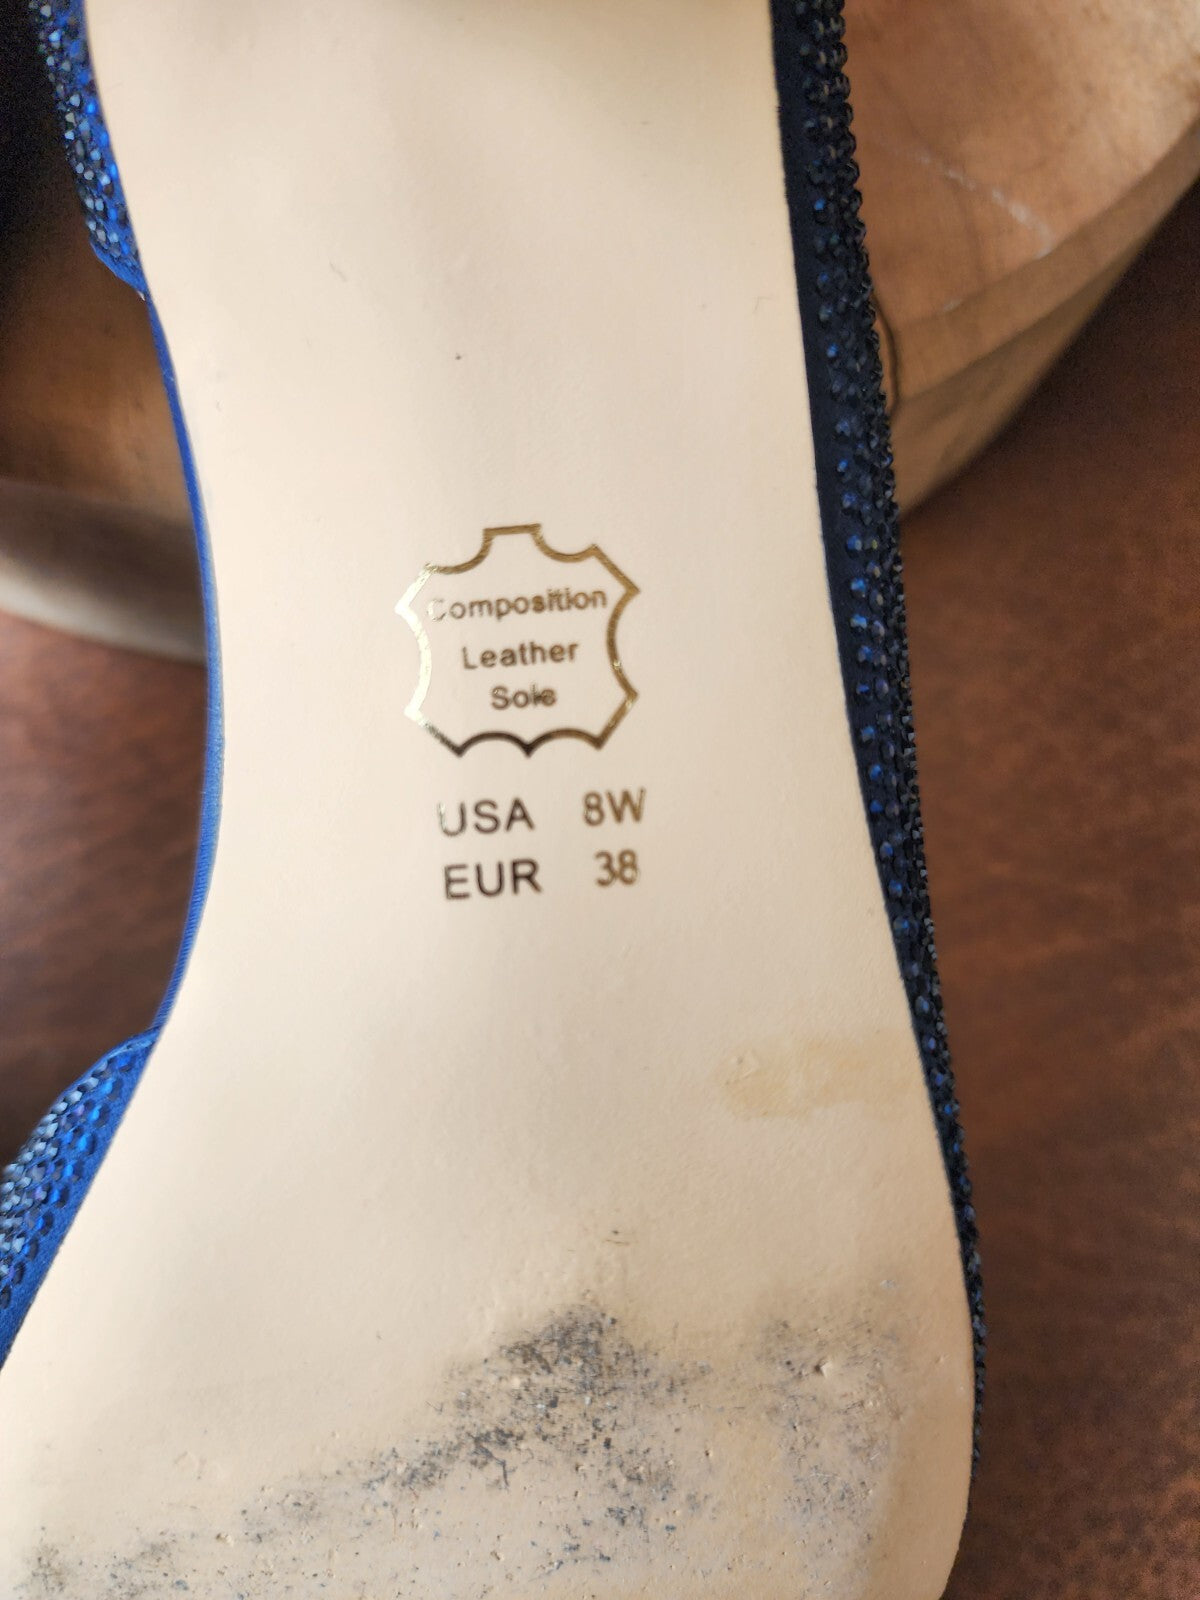 Composition
Leather
Sole
USA 8W
EUR 38